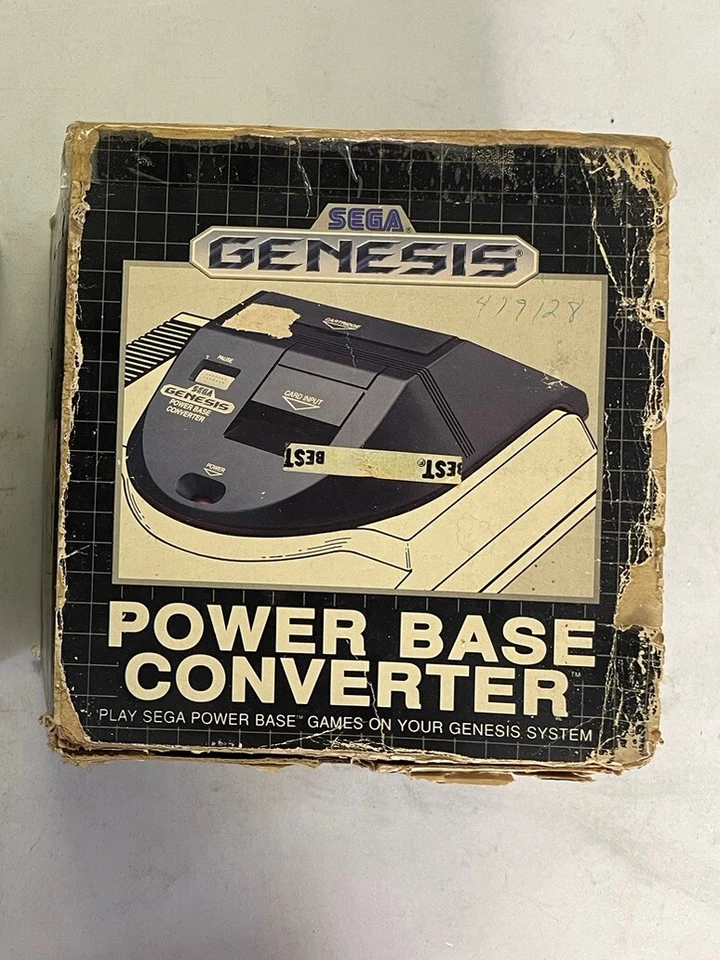 SEGA®
GENESIS®
479128
CARTRIDGE
PAUSE
CARD INPUT
SEGA
GENESIS
POWER BASE
CONVERTER
POWER
BEST BEST®
POWER BASE
CONVERTER™
PLAY SEGA POWER BASE™ GAMES ON YOUR GENESIS SYSTEM